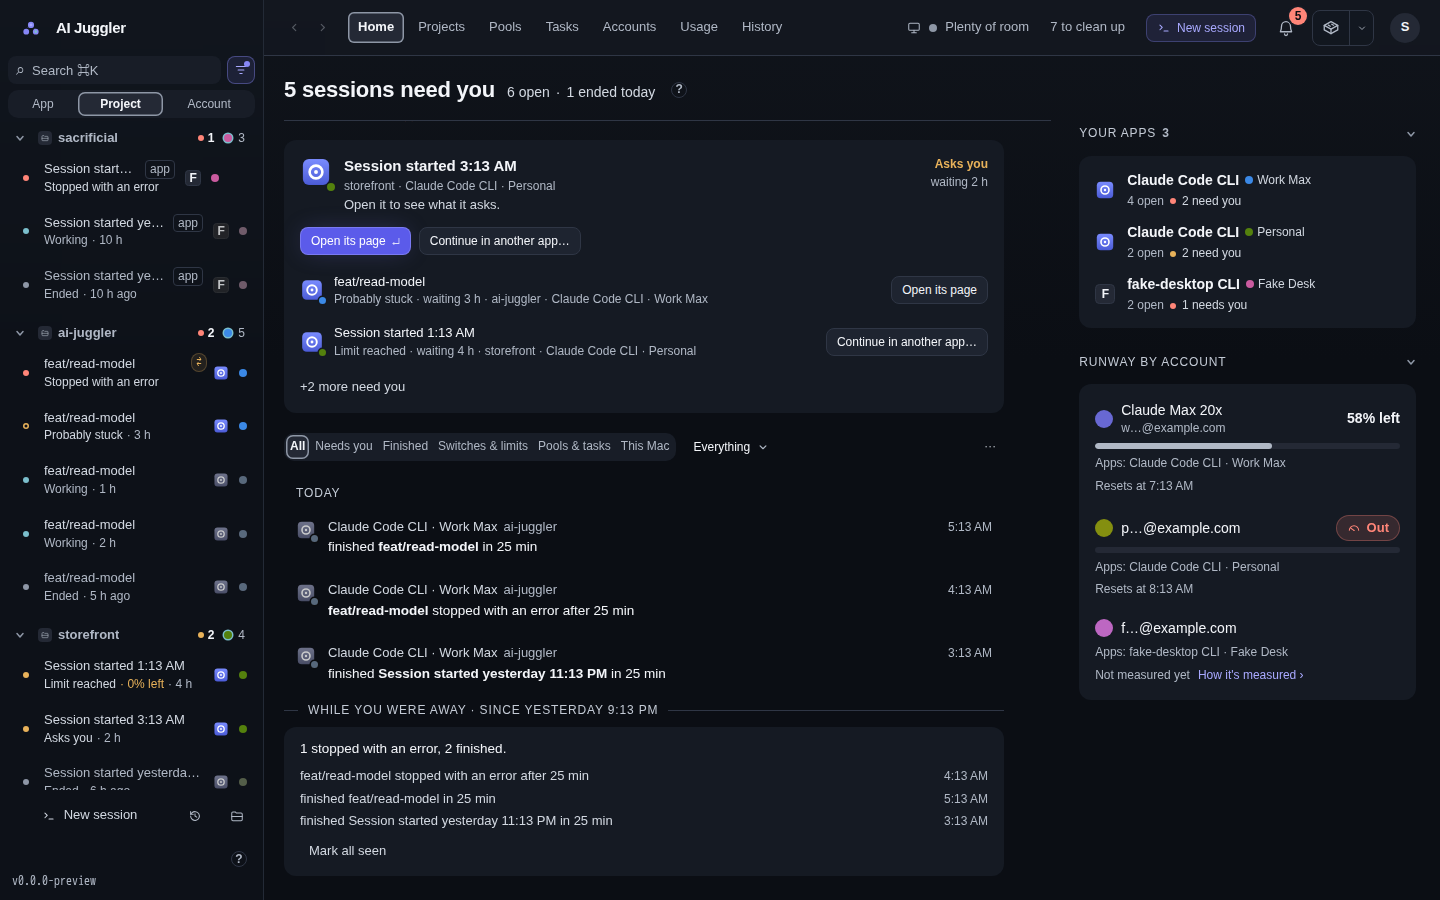 AI Juggler
Home
Projects
Pools
Tasks
Accounts
Usage
History
Plenty of room
7 to clean up
New session
5
S
Search ⌘K
App
Project
Account
sacrificial
1
3
Session start…
app
F
Stopped with an error
Session started ye…
app
F
Working · 10 h
Session started ye…
app
F
Ended · 10 h ago
ai-juggler
2
5
feat/read-model
Stopped with an error
feat/read-model
Probably stuck · 3 h
feat/read-model
Working · 1 h
feat/read-model
Working · 2 h
feat/read-model
Ended · 5 h ago
storefront
2
4
Session started 1:13 AM
Limit reached · 0% left · 4 h
Session started 3:13 AM
Asks you · 2 h
Session started yesterda…
Ended · 6 h ago
New session
?
v0.0.0-preview
5 sessions need you
6 open · 1 ended today
?
Session started 3:13 AM
Asks you
storefront · Claude Code CLI · Personal
waiting 2 h
Open it to see what it asks.
Open its page
Continue in another app…
feat/read-model
Probably stuck · waiting 3 h · ai-juggler · Claude Code CLI · Work Max
Open its page
Session started 1:13 AM
Limit reached · waiting 4 h · storefront · Claude Code CLI · Personal
Continue in another app…
+2 more need you
All
Needs you
Finished
Switches & limits
Pools & tasks
This Mac
Everything
…
TODAY
Claude Code CLI · Work Max ai-juggler
5:13 AM
finished feat/read-model in 25 min
Claude Code CLI · Work Max ai-juggler
4:13 AM
feat/read-model stopped with an error after 25 min
Claude Code CLI · Work Max ai-juggler
3:13 AM
finished Session started yesterday 11:13 PM in 25 min
WHILE YOU WERE AWAY · SINCE YESTERDAY 9:13 PM
1 stopped with an error, 2 finished.
feat/read-model stopped with an error after 25 min
4:13 AM
finished feat/read-model in 25 min
5:13 AM
finished Session started yesterday 11:13 PM in 25 min
3:13 AM
Mark all seen
YOUR APPS 3
Claude Code CLI
Work Max
4 open
2 need you
Claude Code CLI
Personal
2 open
2 need you
F
fake-desktop CLI
Fake Desk
2 open
1 needs you
RUNWAY BY ACCOUNT
Claude Max 20x
w…@example.com
58% left
Apps: Claude Code CLI · Work Max
Resets at 7:13 AM
p…@example.com
Out
Apps: Claude Code CLI · Personal
Resets at 8:13 AM
f…@example.com
Apps: fake-desktop CLI · Fake Desk
Not measured yet How it's measured ›